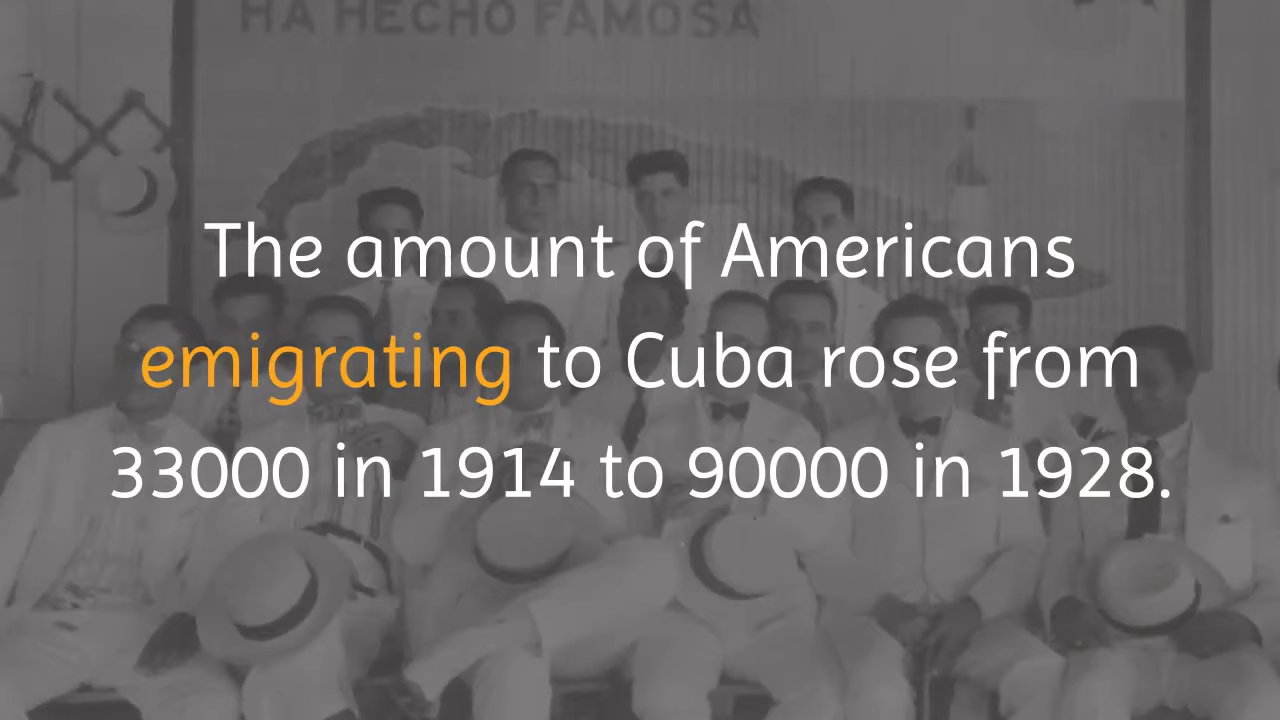 HA HECHO FAMOSA
The amount of Americans
emigrating to Cuba rose from
33000 in 1914 to 90000 in 1928.